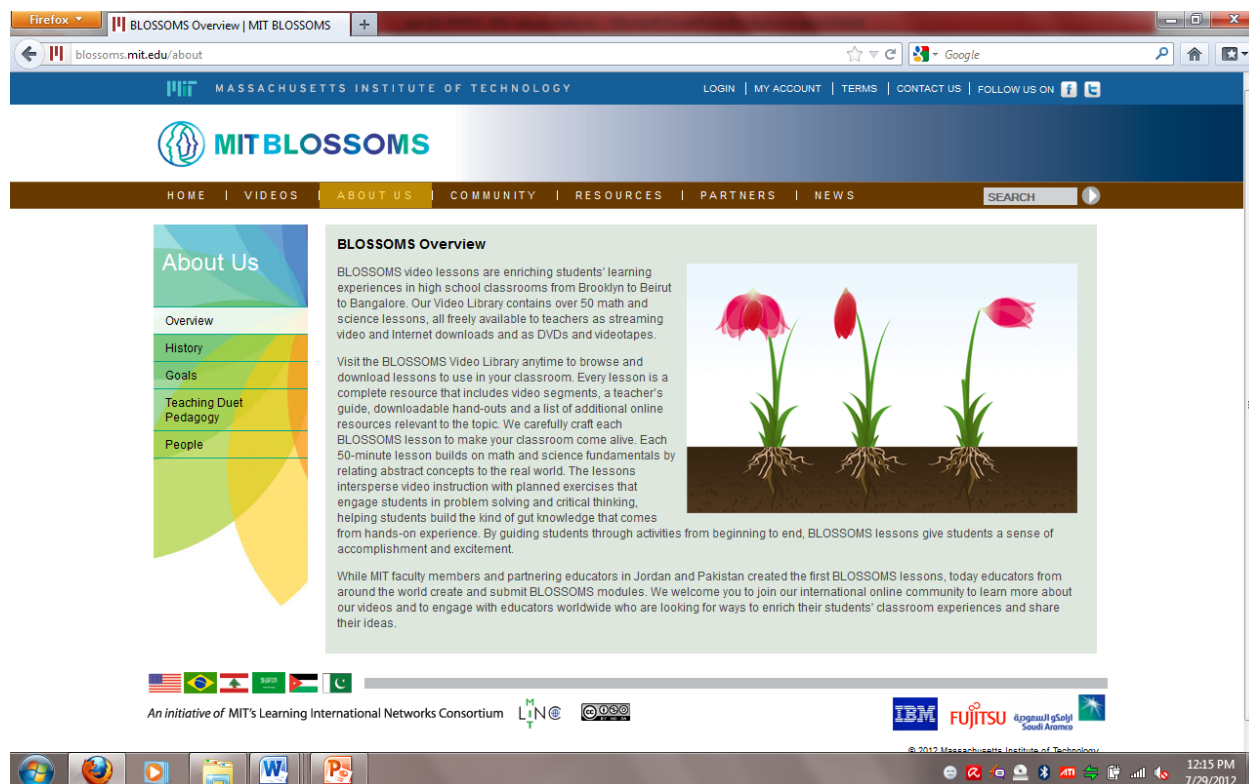 Firefox
BLOSSOMS Overview | MIT BLOSSOMS
blossoms.mit.edu/about
Google
MASSACHUSETTS INSTITUTE OF TECHNOLOGY
LOGIN | MY ACCOUNT | TERMS | CONTACT US | FOLLOW US ON
MIT BLOSSOMS
HOME | VIDEOS | ABOUT US | COMMUNITY | RESOURCES | PARTNERS | NEWS
SEARCH
About Us
Overview
History
Goals
Teaching Duet
Pedagogy
People
BLOSSOMS Overview
BLOSSOMS video lessons are enriching students' learning
experiences in high school classrooms from Brooklyn to Beirut
to Bangalore. Our Video Library contains over 50 math and
science lessons, all freely available to teachers as streaming
video and Internet downloads and as DVDs and videotapes.
Visit the BLOSSOMS Video Library anytime to browse and
download lessons to use in your classroom. Every lesson is a
complete resource that includes video segments, a teacher's
guide, downloadable hand-outs and a list of additional online
resources relevant to the topic. We carefully craft each
BLOSSOMS lesson to make your classroom come alive. Each
50-minute lesson builds on math and science fundamentals by
relating abstract concepts to the real world. The lessons
intersperse video instruction with planned exercises that
engage students in problem solving and critical thinking,
helping students build the kind of gut knowledge that comes
from hands-on experience. By guiding students through activities from beginning to end, BLOSSOMS lessons give students a sense of
accomplishment and excitement.
While MIT faculty members and partnering educators in Jordan and Pakistan created the first BLOSSOMS lessons, today educators from
around the world create and submit BLOSSOMS modules. We welcome you to join our international online community to learn more about
our videos and to engage with educators worldwide who are looking for ways to enrich their students' classroom experiences and share
their ideas.
An initiative of MIT's Learning International Networks Consortium
MIT LINC
IBM
FUJITSU
أرامكو السعودية
Saudi Aramco
© 2012 Massachusetts Institute of Technology
12:15 PM
7/29/2012